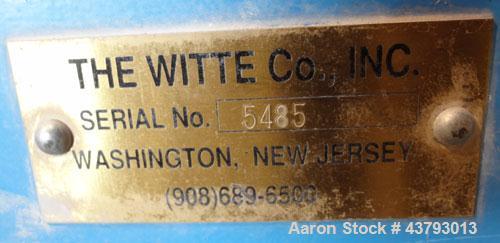 THE WITTE Co., INC.
SERIAL No. 5485
WASHINGTON, NEW JERSEY
(908)689-6500
Aaron Stock # 43793013